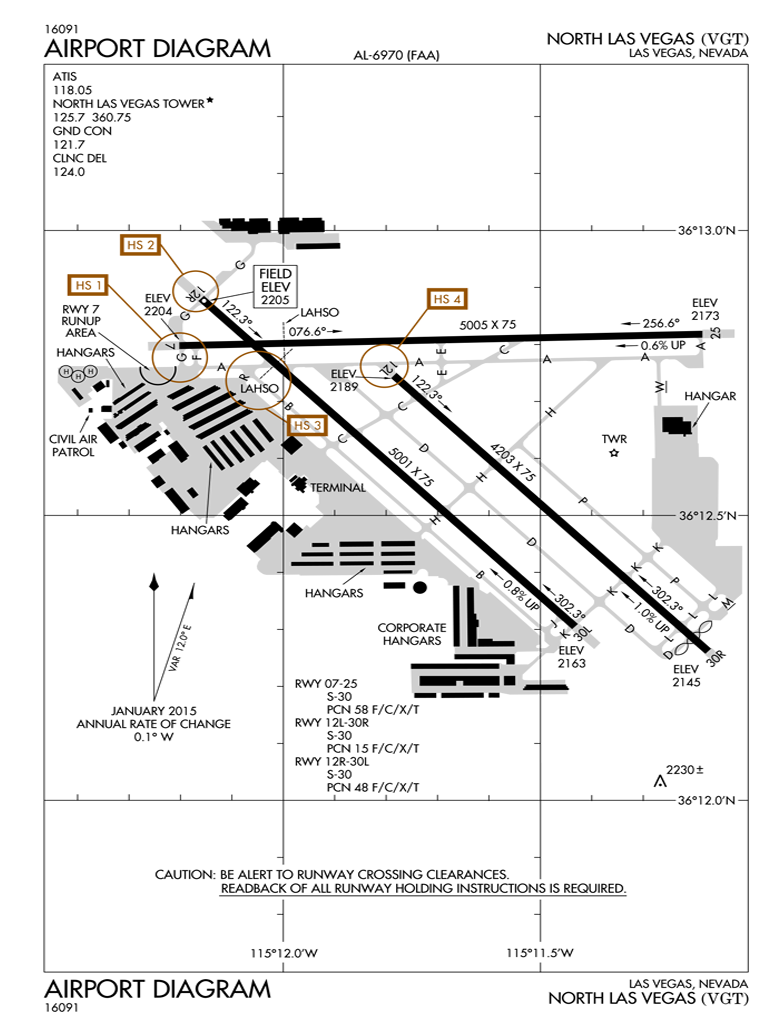 16091
AIRPORT DIAGRAM
AL-6970 (FAA)
NORTH LAS VEGAS (VGT)
LAS VEGAS, NEVADA
ATIS
118.05
NORTH LAS VEGAS TOWER★
125.7 360.75
GND CON
121.7
CLNC DEL
124.0
36°13.0'N
HS 2
G
HS 1
FIELD
ELEV
2205
12R
122.3°
G
ELEV
2204
LAHSO
HS 4
ELEV
2173
RWY 7
RUNUP
AREA
076.6°
5005 X 75
256.6°
25
0.6% UP
7
G
F
HANGARS
H
H
H
A
R
LAHSO
ELEV
2189
12L
122.3°
A
E
E
C
A
A
A
W
B
C
C
H
HS 3
HANGAR
CIVIL AIR
PATROL
D
5001 X 75
4203 X 75
TWR
TERMINAL
H
P
HANGARS
H
36°12.5'N
D
K
K
P
HANGARS
B
0.8% UP
302.3°
K
302.3°
1.0% UP
L
L
M
CORPORATE
HANGARS
L
K
30L
D
D
L
ELEV
2163
30R
ELEV
2145
VAR 12.0° E
JANUARY 2015
ANNUAL RATE OF CHANGE
0.1° W
RWY 07-25
S-30
PCN 58 F/C/X/T
RWY 12L-30R
S-30
PCN 15 F/C/X/T
RWY 12R-30L
S-30
PCN 48 F/C/X/T
2230±
36°12.0'N
CAUTION: BE ALERT TO RUNWAY CROSSING CLEARANCES.
READBACK OF ALL RUNWAY HOLDING INSTRUCTIONS IS REQUIRED.
115°12.0'W
115°11.5'W
AIRPORT DIAGRAM
16091
LAS VEGAS, NEVADA
NORTH LAS VEGAS (VGT)